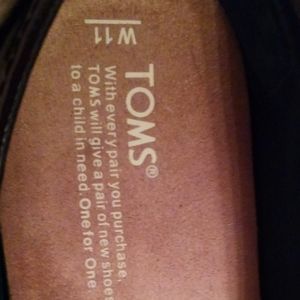 W11
TOMS®
With every pair you purchase,
TOMS will give a pair of new shoes
to a child in need. One for One.